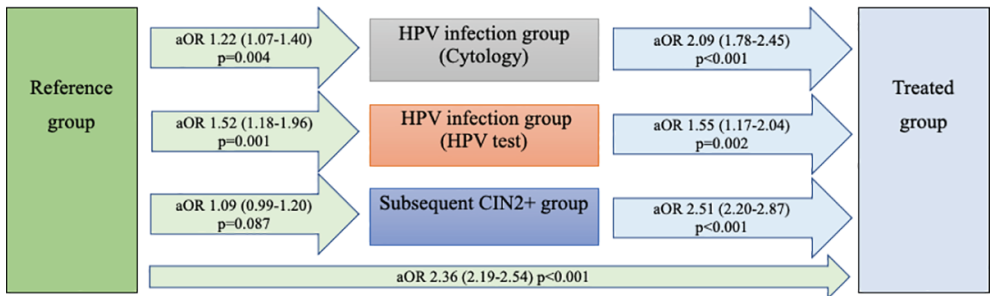 Reference
group
aOR 1.22 (1.07-1.40)
p=0.004
HPV infection group
(Cytology)
aOR 2.09 (1.78-2.45)
p<0.001
aOR 1.52 (1.18-1.96)
p=0.001
HPV infection group
(HPV test)
aOR 1.55 (1.17-2.04)
p=0.002
aOR 1.09 (0.99-1.20)
p=0.087
Subsequent CIN2+ group
aOR 2.51 (2.20-2.87)
p<0.001
aOR 2.36 (2.19-2.54) p<0.001
Treated
group